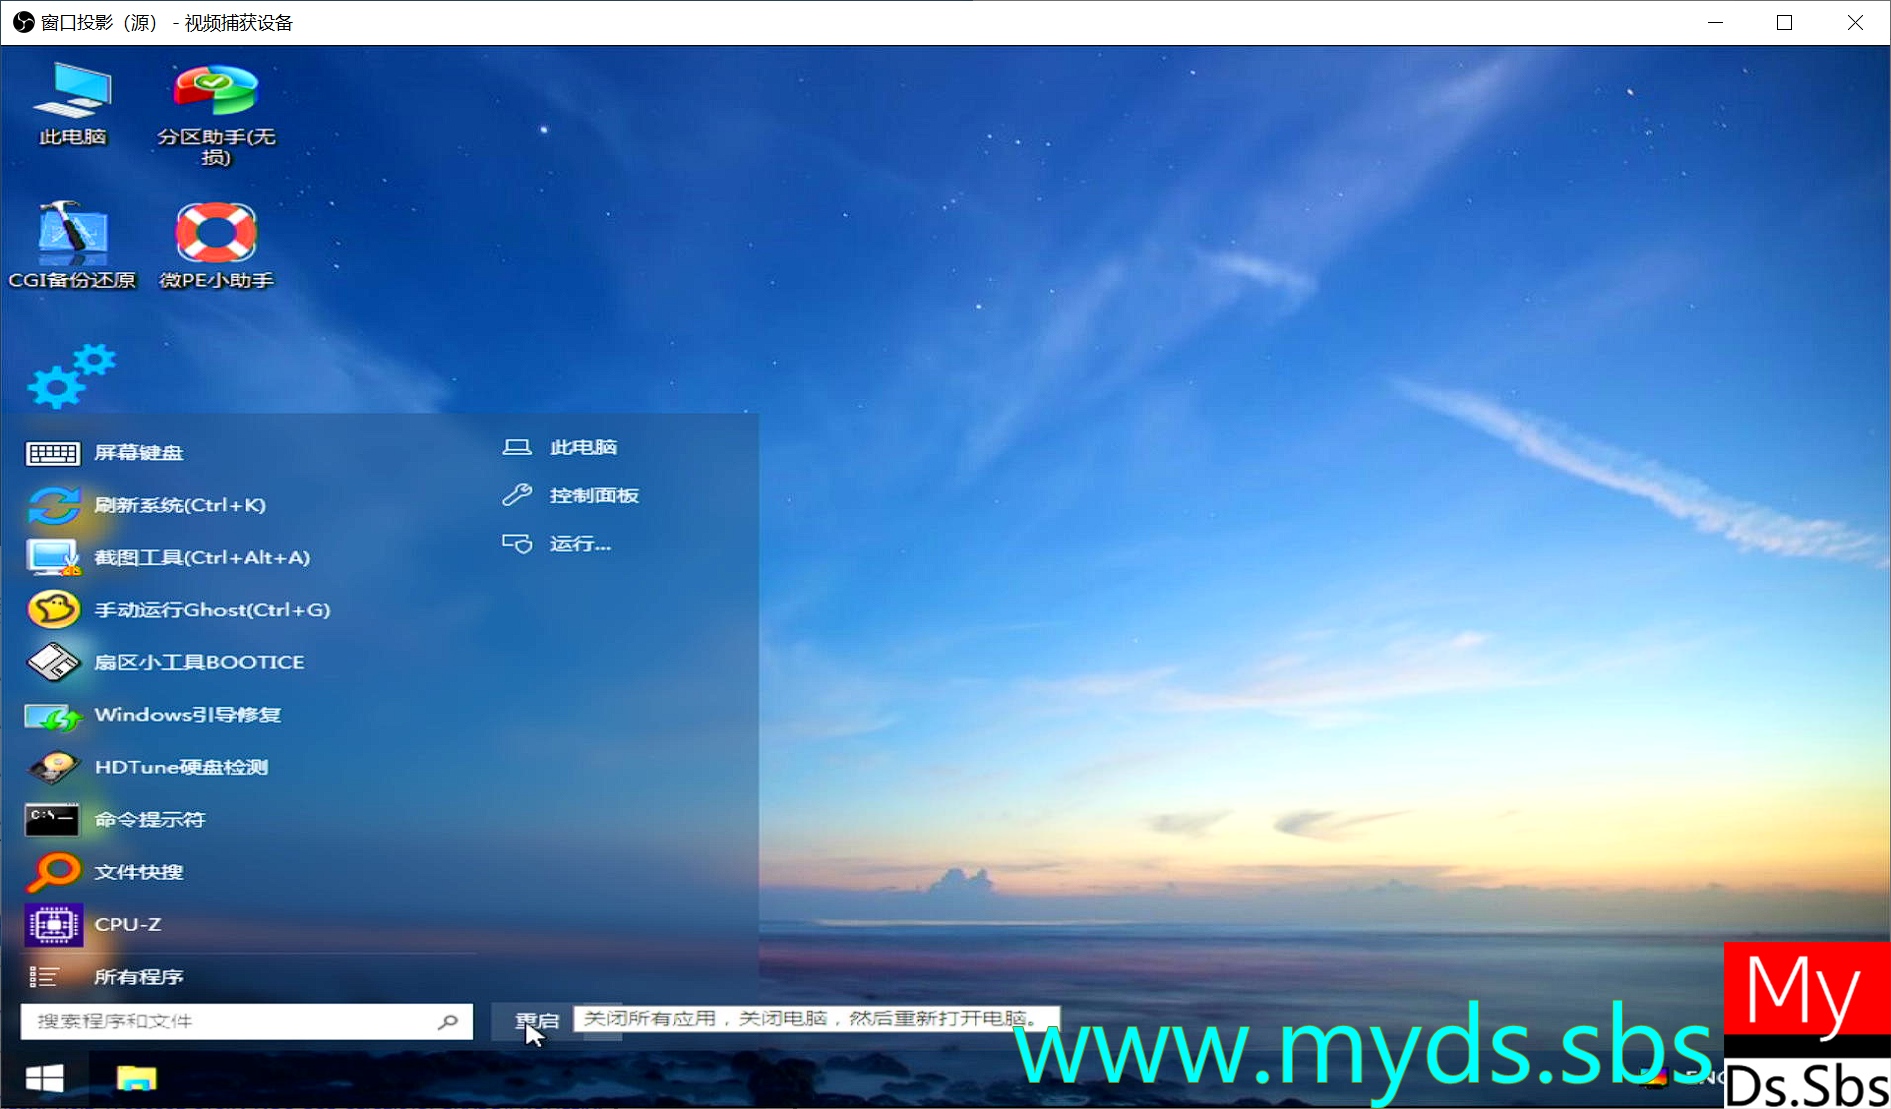 窗口投影（源） - 视频捕获设备
此电脑
分区助手(无
损)
CGI备份还原
微PE小助手
屏幕键盘
刷新系统(Ctrl+K)
截图工具(Ctrl+Alt+A)
手动运行Ghost(Ctrl+G)
扇区小工具BOOTICE
Windows引导修复
HDTune硬盘检测
C:\
命令提示符
文件快搜
CPU-Z
所有程序
此电脑
控制面板
运行...
搜索程序和文件
重启
关闭所有应用，关闭电脑，然后重新打开电脑。
www.myds.sbs
My
Ds.Sbs